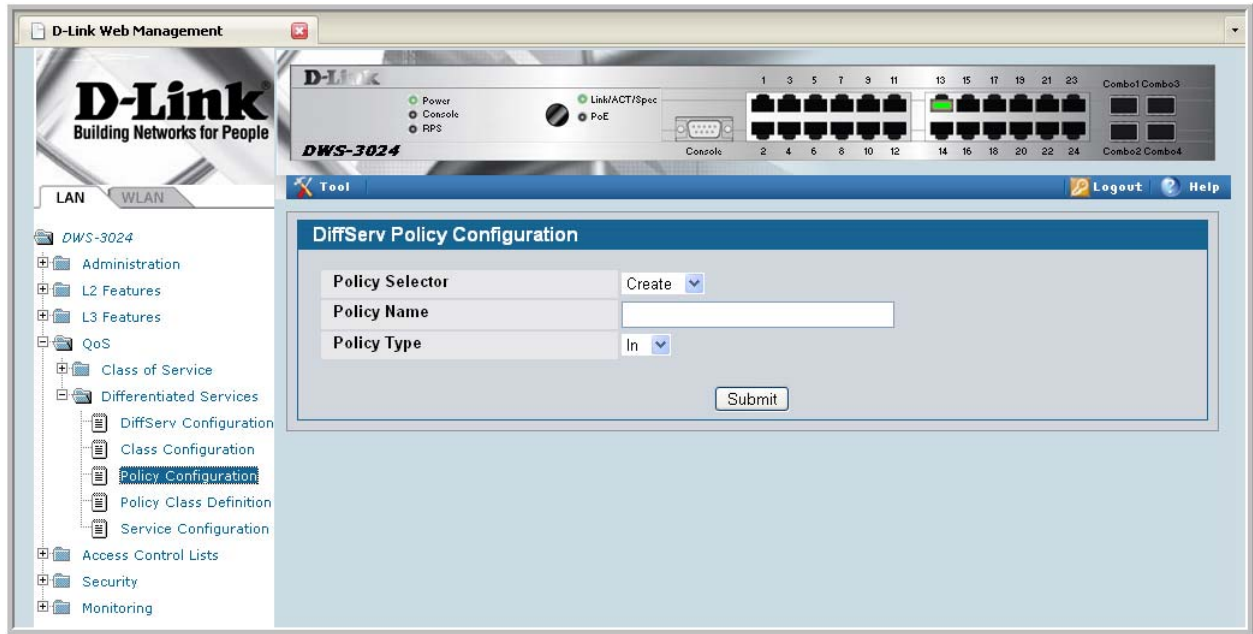 D-Link Web Management
D-Link
Building Networks for People
LAN WLAN
DWS-3024
Administration
L2 Features
L3 Features
QoS
Class of Service
Differentiated Services
DiffServ Configuration
Class Configuration
Policy Configuration
Policy Class Definition
Service Configuration
Access Control Lists
Security
Monitoring
D-Link
Power
Console
RPS
Link/ACT/Spec
PoE
DWS-3024
Console
1 3 5 7 9 11 13 15 17 19 21 23
Combo1 Combo3
2 4 6 8 10 12 14 16 18 20 22 24
Combo2 Combo4
Tool Logout Help
DiffServ Policy Configuration
Policy Selector Create
Policy Name
Policy Type In
Submit